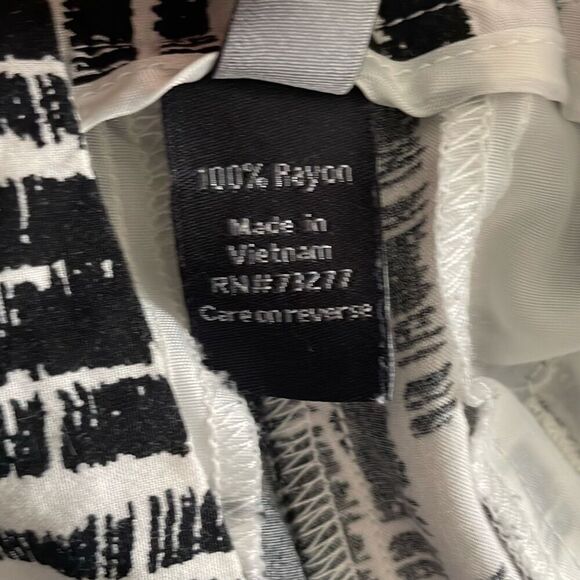 100% Rayon
Made in
Vietnam
RN#73277
Care on reverse